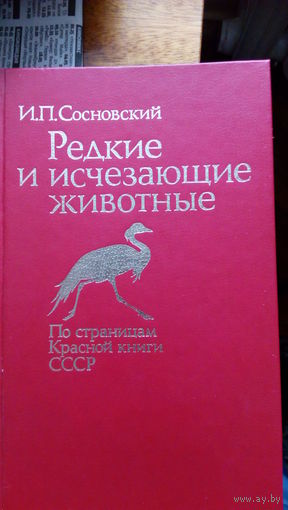 И.П.Сосновский
Редкие
и исчезающие
животные
По страницам
Красной книги
СССР
www.ay.by